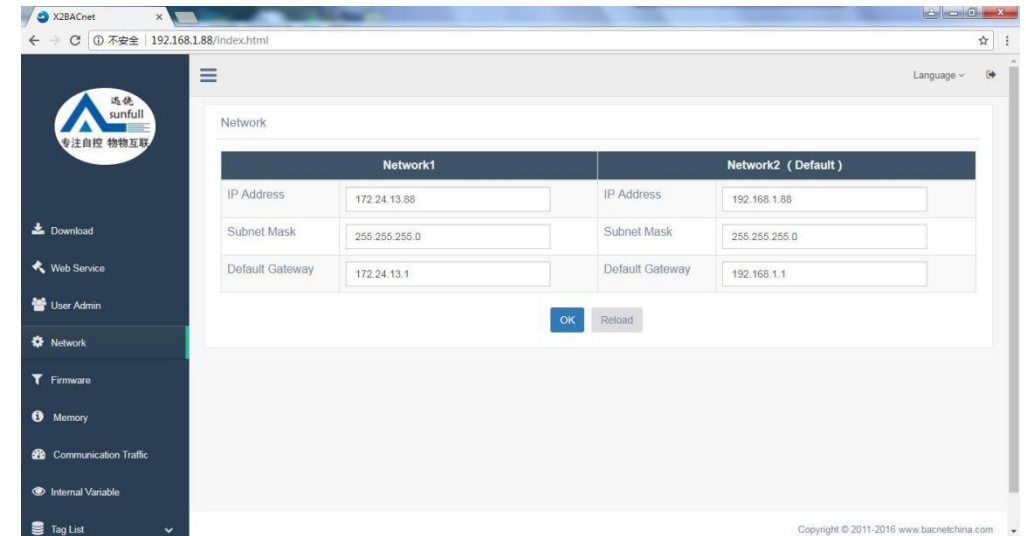 X2BACnet
不安全 192.168.1.88/index.html
Language
sunfull
专注自控 物物互联
Network
Network1 Network2 ( Default )
IP Address 172.24.13.88 IP Address 192.168.1.88
Subnet Mask 255.255.255.0 Subnet Mask 255.255.255.0
Default Gateway 172.24.13.1 Default Gateway 192.168.1.1
OK Reload
Download
Web Service
User Admin
Network
Firmware
Memory
Communication Traffic
Internal Variable
Tag List
Copyright © 2011-2016 www.bacnetchina.com